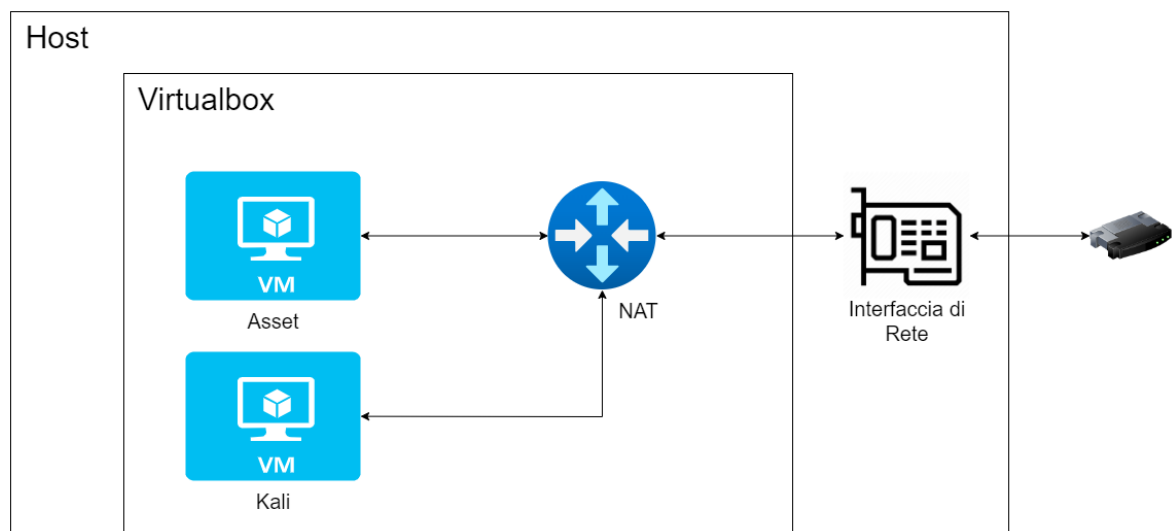 Host
Virtualbox
VM
Asset
NAT
Interfaccia di
Rete
VM
Kali